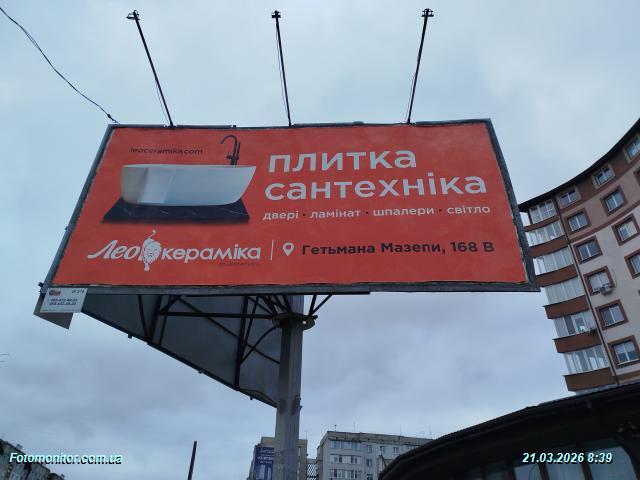 leoceramika.com
плитка
сантехніка
двері · ламінат · шпалери · світло
Лео кераміка
Гетьмана Мазепи, 168 В
Fotomonitor.com.ua
21.03.2026 8:39